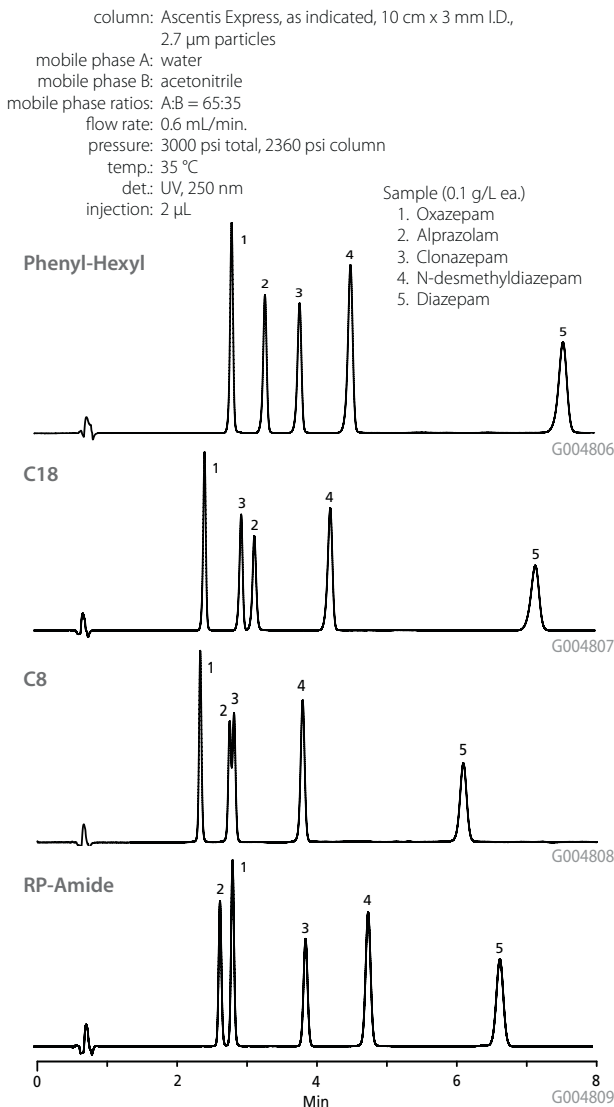 column: Ascentis Express, as indicated, 10 cm x 3 mm I.D.,
2.7 µm particles
mobile phase A: water
mobile phase B: acetonitrile
mobile phase ratios: A:B = 65:35
flow rate: 0.6 mL/min.
pressure: 3000 psi total, 2360 psi column
temp.: 35 °C
det.: UV, 250 nm
injection: 2 µL
Sample (0.1 g/L ea.)
1. Oxazepam
2. Alprazolam
3. Clonazepam
4. N-desmethyldiazepam
5. Diazepam
Phenyl-Hexyl
1
2
3
4
5
G004806
C18
1
3
2
4
5
G004807
C8
1
2
3
4
5
G004808
RP-Amide
2
1
3
4
5
0 2 4 6 8
Min
G004809